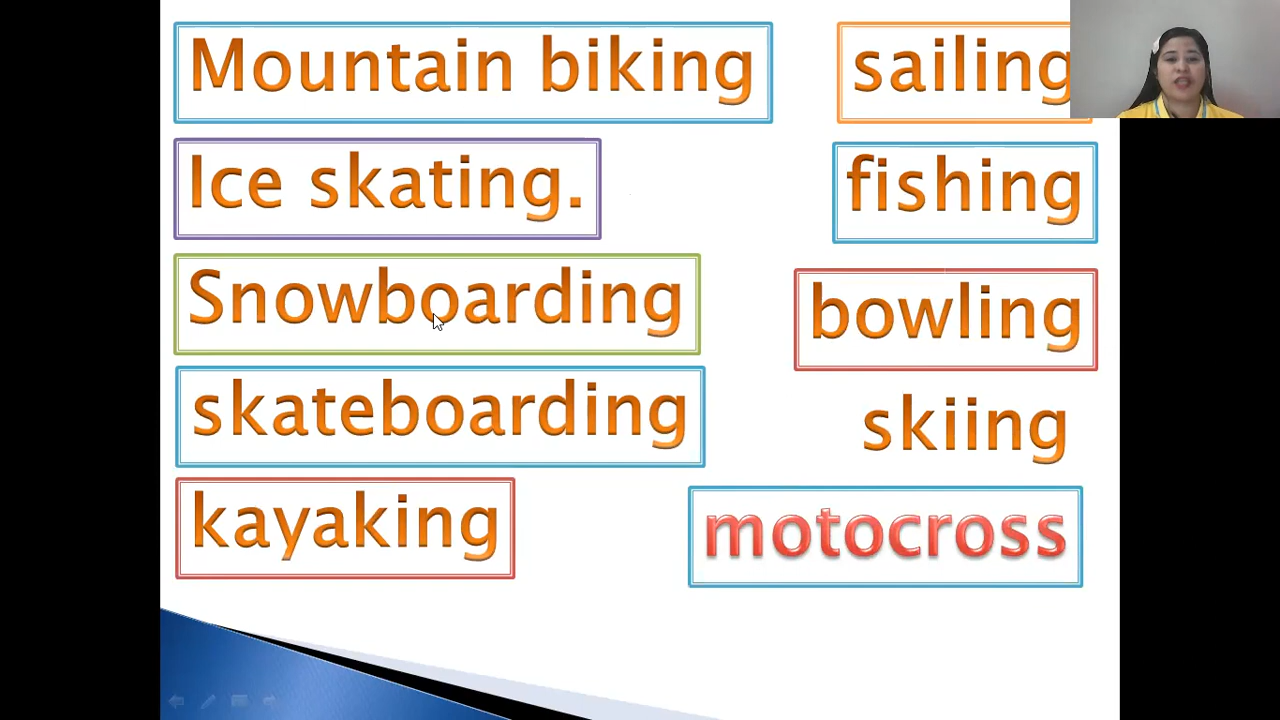 Mountain biking
sailing
Ice skating.
fishing
Snowboarding
bowling
skateboarding
skiing
kayaking
motocross